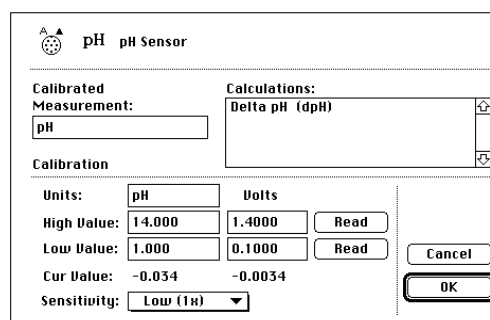 A
pH pH Sensor
Calibrated
Measurement:
pH
Calculations:
Delta pH (dpH)
Calibration
Units: pH Volts
High Value: 14.000 1.4000 Read
Low Value: 1.000 0.1000 Read
Cur Value: -0.034 -0.0034
Sensitivity: Low (1x)
Cancel
OK